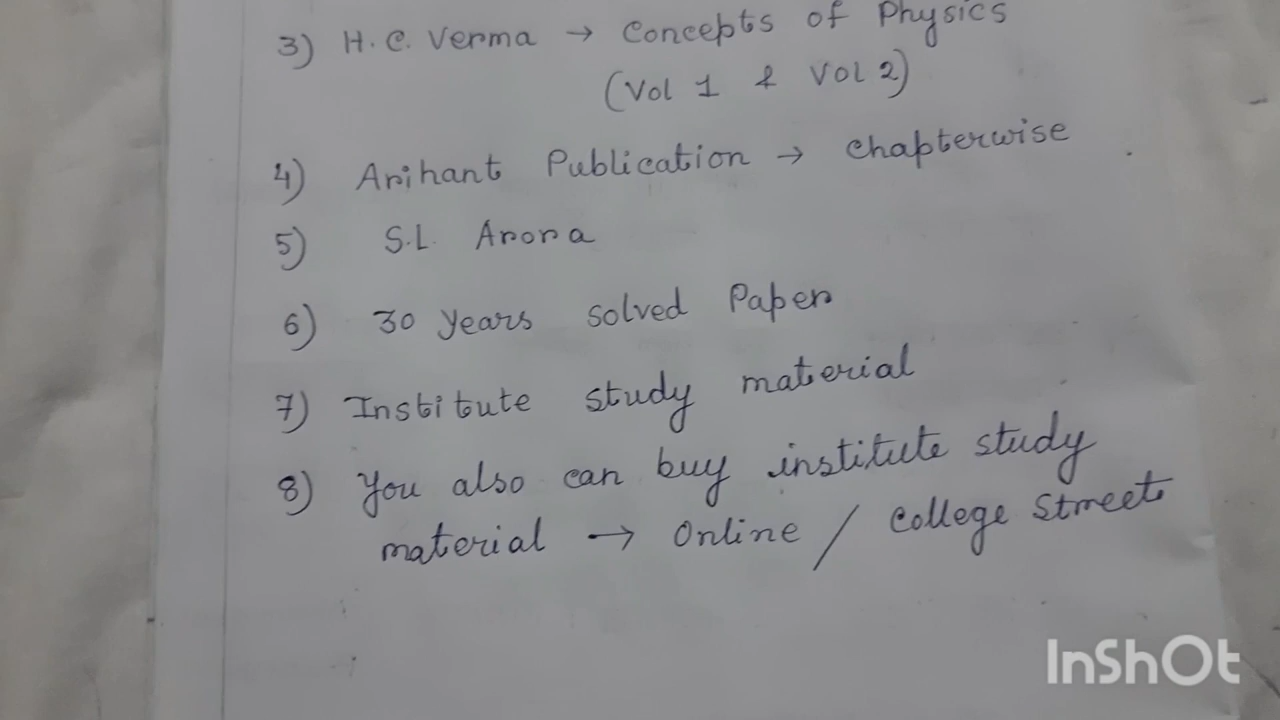 3) H.C. Verma → Concepts of Physics
(Vol 1 & Vol 2)
4) Arihant Publication → Chapterwise
5) S.L. Arora
6) 30 years solved Paper
7) Institute study material
8) You also can buy institute study
material → Online / College Street
InShOt